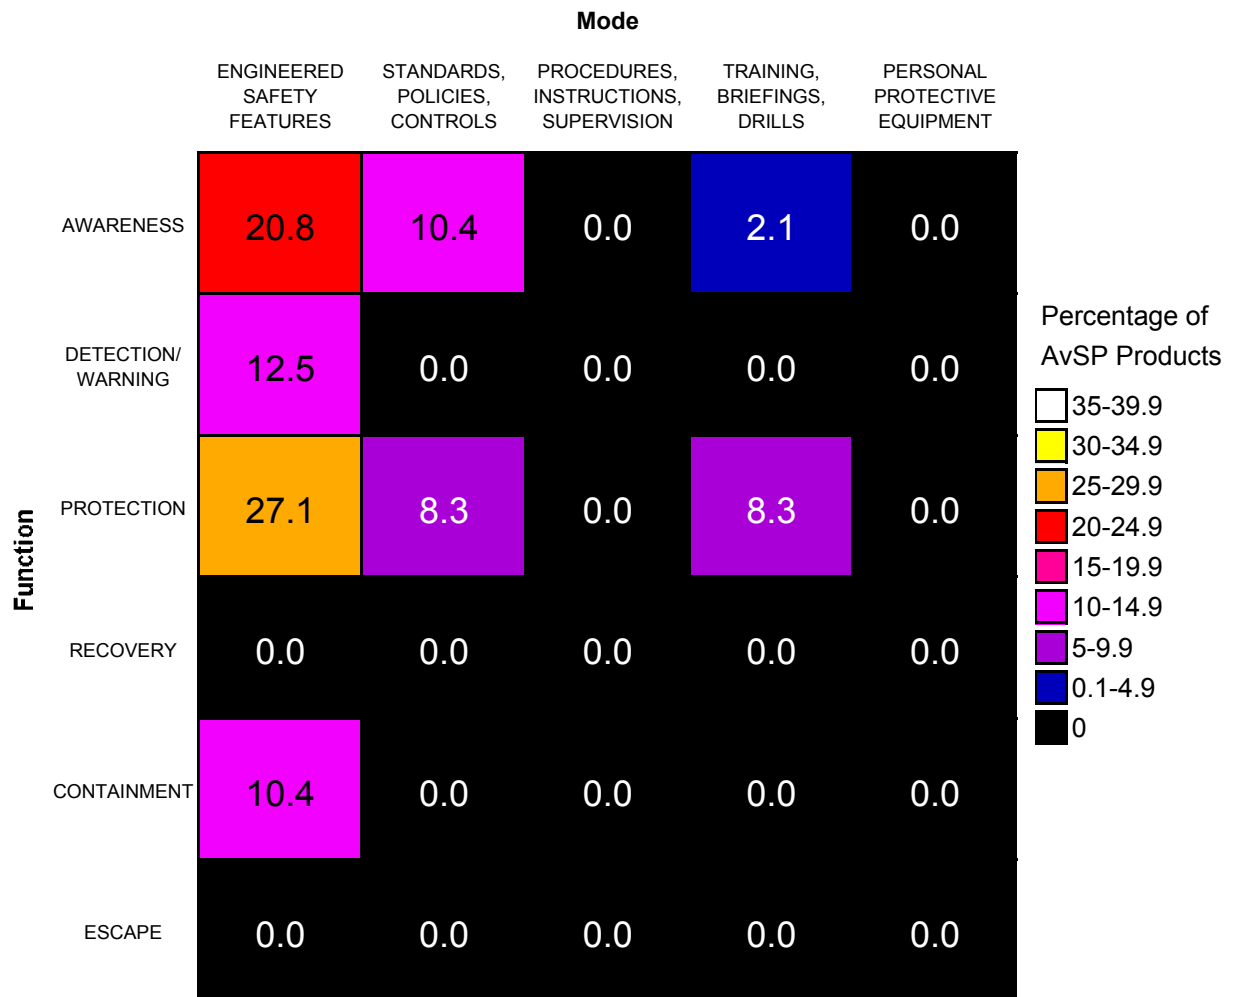 Mode
ENGINEERED
SAFETY
FEATURES
STANDARDS,
POLICIES,
CONTROLS
PROCEDURES,
INSTRUCTIONS,
SUPERVISION
TRAINING,
BRIEFINGS,
DRILLS
PERSONAL
PROTECTIVE
EQUIPMENT
Function
AWARENESS
20.8 10.4 0.0 2.1 0.0
DETECTION/
WARNING
12.5 0.0 0.0 0.0 0.0
PROTECTION
27.1 8.3 0.0 8.3 0.0
RECOVERY
0.0 0.0 0.0 0.0 0.0
CONTAINMENT
10.4 0.0 0.0 0.0 0.0
ESCAPE
0.0 0.0 0.0 0.0 0.0
Percentage of
AvSP Products
35-39.9
30-34.9
25-29.9
20-24.9
15-19.9
10-14.9
5-9.9
0.1-4.9
0